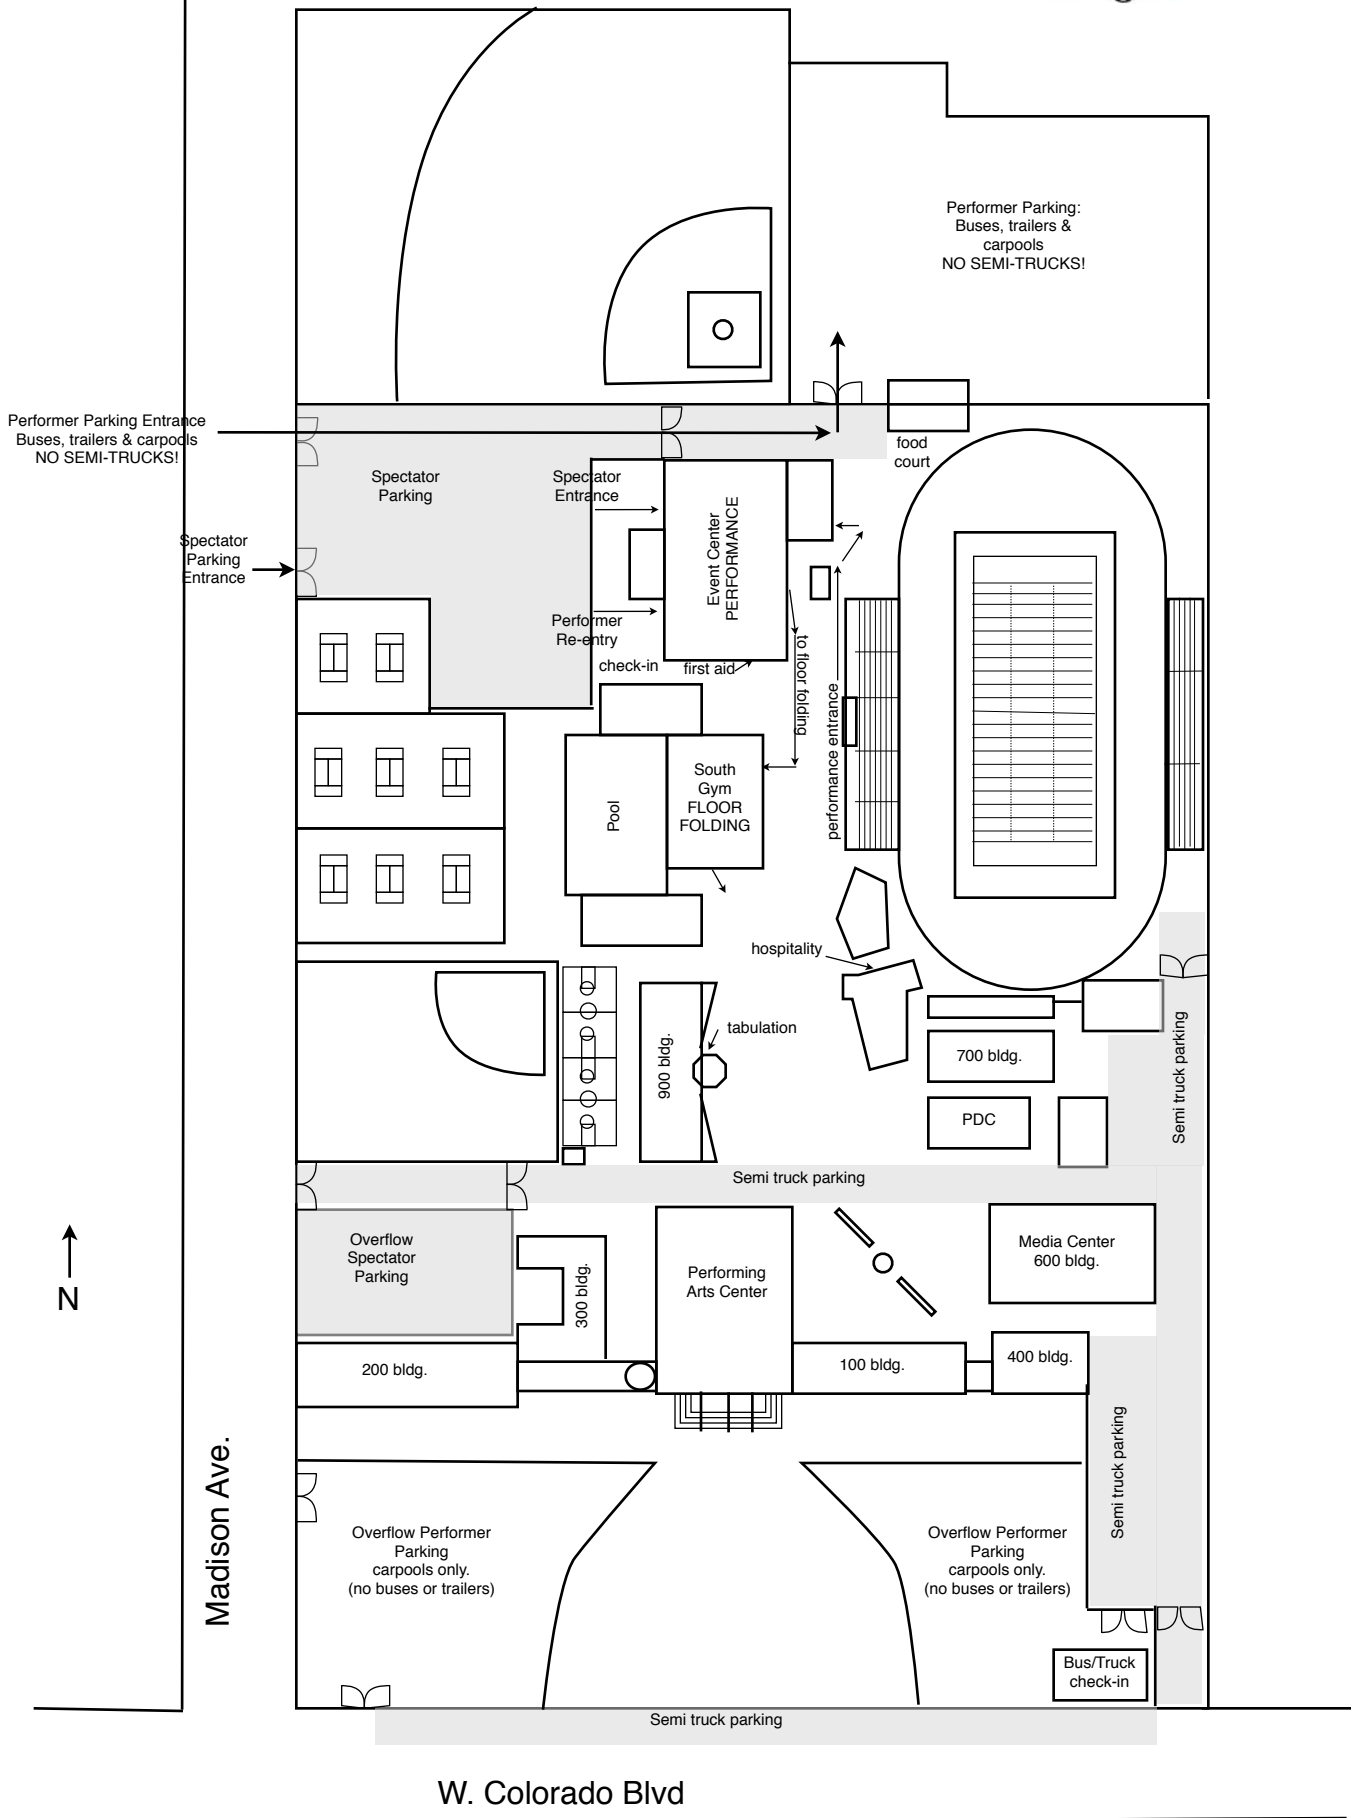 Performer Parking:
Buses, trailers &
carpools
NO SEMI-TRUCKS!
Performer Parking Entrance
Buses, trailers & carpools
NO SEMI-TRUCKS!
food
court
Spectator
Parking
Spectator
Entrance
Event Center
PERFORMANCE
Spectator
Parking
Entrance
Performer
Re-entry
check-in
first aid
to floor folding
performance entrance
South
Gym
FLOOR
FOLDING
Pool
hospitality
tabulation
900 bldg.
700 bldg.
PDC
Semi truck parking
Semi truck parking
Overflow
Spectator
Parking
300 bldg.
Performing
Arts Center
Media Center
600 bldg.
N
200 bldg.
100 bldg.
400 bldg.
Madison Ave.
Semi truck parking
Overflow Performer
Parking
carpools only.
(no buses or trailers)
Overflow Performer
Parking
carpools only.
(no buses or trailers)
Bus/Truck
check-in
Semi truck parking
W. Colorado Blvd